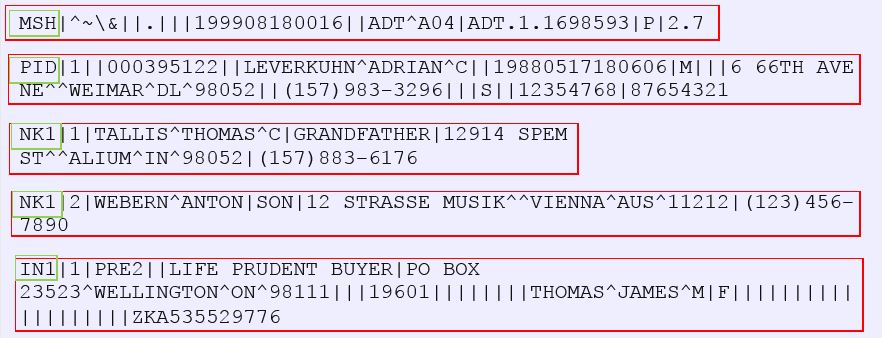 MSH|^~\&||.|||199908180016||ADT^A04|ADT.1.1698593|P|2.7
PID|1||000395122||LEVERKUHN^ADRIAN^C||19880517180606|M|||6 66TH AVE
NE^^WEIMAR^DL^98052||(157)983-3296|||S||12354768|87654321
NK1|1|TALLIS^THOMAS^C|GRANDFATHER|12914 SPEM
ST^^ALIUM^IN^98052|(157)883-6176
NK1|2|WEBERN^ANTON|SON|12 STRASSE MUSIK^^VIENNA^AUS^11212|(123)456-
7890
IN1|1|PRE2||LIFE PRUDENT BUYER|PO BOX
23523^WELLINGTON^ON^98111|||19601||||||||THOMAS^JAMES^M|F||||||||||
|||||||||ZKA535529776